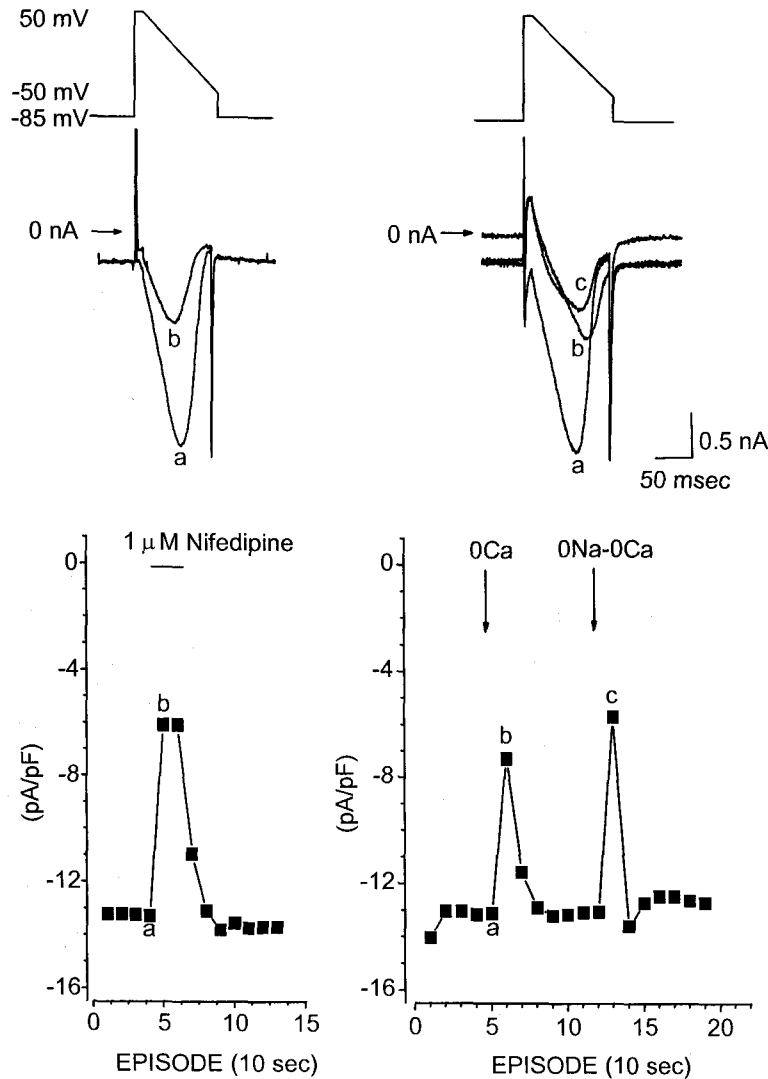 50 mV
-50 mV
-85 mV
0 nA
b
a
0 nA
c
b
a
0.5 nA
50 msec
1 μM Nifedipine
0
-4
-8
-12
-16
(pA/pF)
b
a
0 5 10 15
EPISODE (10 sec)
0Ca 0Na-0Ca
0
-4
-8
-12
-16
(pA/pF)
b
c
a
0 5 10 15 20
EPISODE (10 sec)